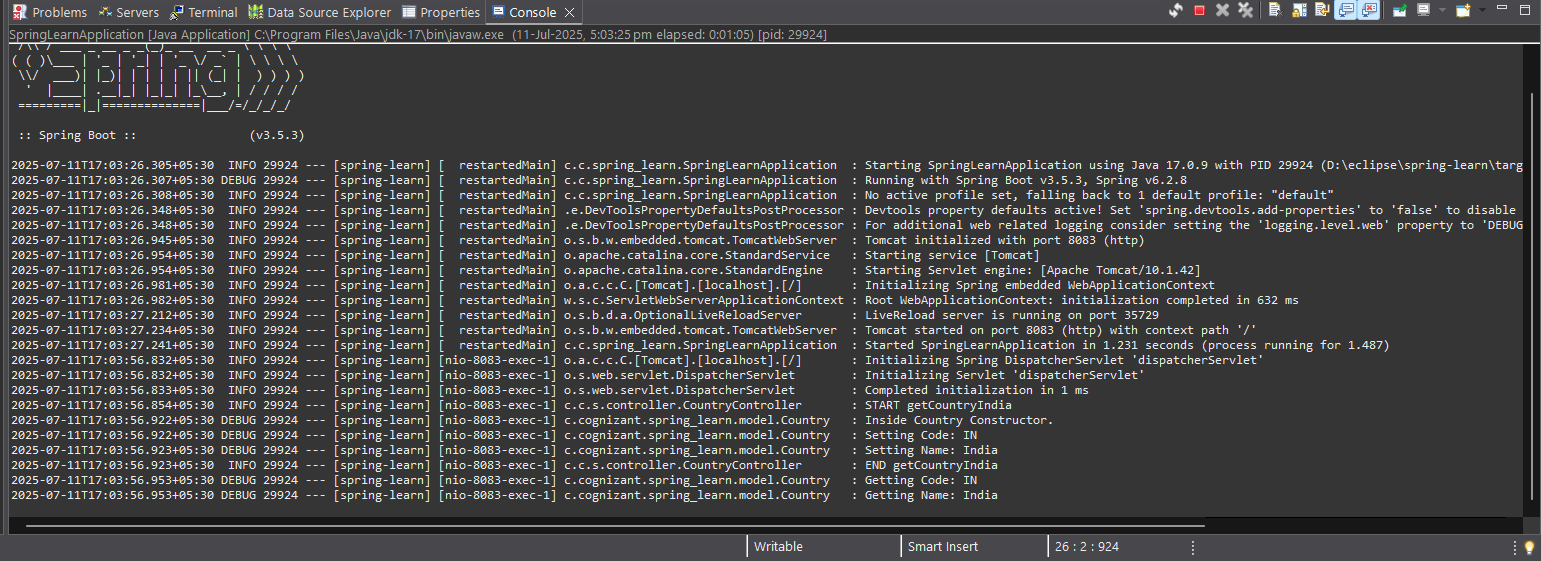 Problems Servers Terminal Data Source Explorer Properties Console
SpringLearnApplication [Java Application] C:\Program Files\Java\jdk-17\bin\javaw.exe (11-Jul-2025, 5:03:25 pm elapsed: 0:01:05) [pid: 29924]
:: Spring Boot :: (v3.5.3)
2025-07-11T17:03:26.305+05:30 INFO 29924 --- [spring-learn] [ restartedMain] c.c.spring_learn.SpringLearnApplication : Starting SpringLearnApplication using Java 17.0.9 with PID 29924 (D:\eclipse\spring-learn\targ
2025-07-11T17:03:26.307+05:30 DEBUG 29924 --- [spring-learn] [ restartedMain] c.c.spring_learn.SpringLearnApplication : Running with Spring Boot v3.5.3, Spring v6.2.8
2025-07-11T17:03:26.308+05:30 INFO 29924 --- [spring-learn] [ restartedMain] c.c.spring_learn.SpringLearnApplication : No active profile set, falling back to 1 default profile: "default"
2025-07-11T17:03:26.348+05:30 INFO 29924 --- [spring-learn] [ restartedMain] .e.DevToolsPropertyDefaultsPostProcessor : Devtools property defaults active! Set 'spring.devtools.add-properties' to 'false' to disable
2025-07-11T17:03:26.348+05:30 INFO 29924 --- [spring-learn] [ restartedMain] .e.DevToolsPropertyDefaultsPostProcessor : For additional web related logging consider setting the 'logging.level.web' property to 'DEBUG
2025-07-11T17:03:26.945+05:30 INFO 29924 --- [spring-learn] [ restartedMain] o.s.b.w.embedded.tomcat.TomcatWebServer : Tomcat initialized with port 8083 (http)
2025-07-11T17:03:26.954+05:30 INFO 29924 --- [spring-learn] [ restartedMain] o.apache.catalina.core.StandardService : Starting service [Tomcat]
2025-07-11T17:03:26.954+05:30 INFO 29924 --- [spring-learn] [ restartedMain] o.apache.catalina.core.StandardEngine : Starting Servlet engine: [Apache Tomcat/10.1.42]
2025-07-11T17:03:26.981+05:30 INFO 29924 --- [spring-learn] [ restartedMain] o.a.c.c.C.[Tomcat].[localhost].[/] : Initializing Spring embedded WebApplicationContext
2025-07-11T17:03:26.982+05:30 INFO 29924 --- [spring-learn] [ restartedMain] w.s.c.ServletWebServerApplicationContext : Root WebApplicationContext: initialization completed in 632 ms
2025-07-11T17:03:27.212+05:30 INFO 29924 --- [spring-learn] [ restartedMain] o.s.b.d.a.OptionalLiveReloadServer : LiveReload server is running on port 35729
2025-07-11T17:03:27.234+05:30 INFO 29924 --- [spring-learn] [ restartedMain] o.s.b.w.embedded.tomcat.TomcatWebServer : Tomcat started on port 8083 (http) with context path '/'
2025-07-11T17:03:27.241+05:30 INFO 29924 --- [spring-learn] [ restartedMain] c.c.spring_learn.SpringLearnApplication : Started SpringLearnApplication in 1.231 seconds (process running for 1.487)
2025-07-11T17:03:56.832+05:30 INFO 29924 --- [spring-learn] [nio-8083-exec-1] o.a.c.c.C.[Tomcat].[localhost].[/] : Initializing Spring DispatcherServlet 'dispatcherServlet'
2025-07-11T17:03:56.832+05:30 INFO 29924 --- [spring-learn] [nio-8083-exec-1] o.s.web.servlet.DispatcherServlet : Initializing Servlet 'dispatcherServlet'
2025-07-11T17:03:56.833+05:30 INFO 29924 --- [spring-learn] [nio-8083-exec-1] o.s.web.servlet.DispatcherServlet : Completed initialization in 1 ms
2025-07-11T17:03:56.854+05:30 INFO 29924 --- [spring-learn] [nio-8083-exec-1] c.c.s.controller.CountryController : START getCountryIndia
2025-07-11T17:03:56.922+05:30 DEBUG 29924 --- [spring-learn] [nio-8083-exec-1] c.cognizant.spring_learn.model.Country : Inside Country Constructor.
2025-07-11T17:03:56.923+05:30 DEBUG 29924 --- [spring-learn] [nio-8083-exec-1] c.cognizant.spring_learn.model.Country : Setting Code: IN
2025-07-11T17:03:56.923+05:30 DEBUG 29924 --- [spring-learn] [nio-8083-exec-1] c.cognizant.spring_learn.model.Country : Setting Name: India
2025-07-11T17:03:56.923+05:30 INFO 29924 --- [spring-learn] [nio-8083-exec-1] c.c.s.controller.CountryController : END getCountryIndia
2025-07-11T17:03:56.953+05:30 DEBUG 29924 --- [spring-learn] [nio-8083-exec-1] c.cognizant.spring_learn.model.Country : Getting Code: IN
2025-07-11T17:03:56.953+05:30 DEBUG 29924 --- [spring-learn] [nio-8083-exec-1] c.cognizant.spring_learn.model.Country : Getting Name: India
Writable Smart Insert 26 : 2 : 924